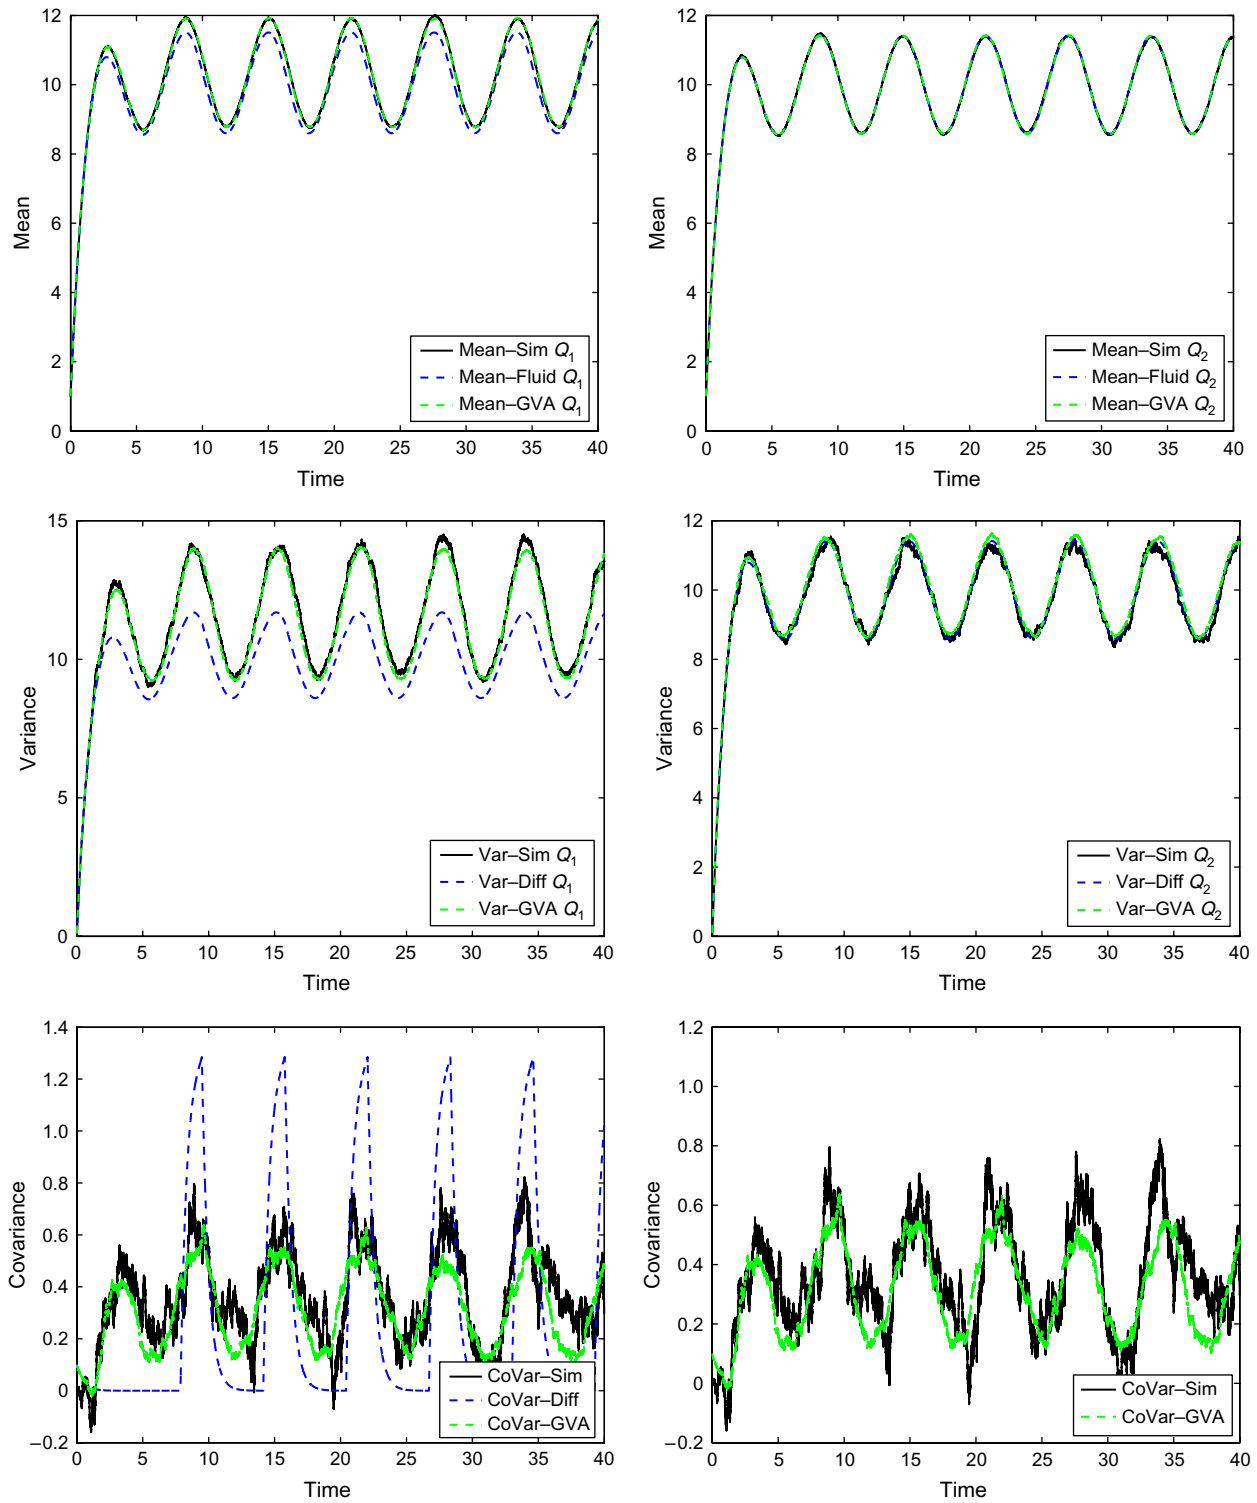 12
10
8
6
4
2
0
Mean
0 5 10 15 20 25 30 35 40
Time
Mean–Sim Q1
Mean–Fluid Q1
Mean–GVA Q1
12
10
8
6
4
2
0
Mean
0 5 10 15 20 25 30 35 40
Time
Mean–Sim Q2
Mean–Fluid Q2
Mean–GVA Q2
15
10
5
0
Variance
0 5 10 15 20 25 30 35 40
Time
Var–Sim Q1
Var–Diff Q1
Var–GVA Q1
12
10
8
6
4
2
0
Variance
0 5 10 15 20 25 30 35 40
Time
Var–Sim Q2
Var–Diff Q2
Var–GVA Q2
1.4
1.2
1.0
0.8
0.6
0.4
0.2
0
−0.2
Covariance
0 5 10 15 20 25 30 35 40
Time
CoVar–Sim
CoVar–Diff
CoVar–GVA
1.2
1.0
0.8
0.6
0.4
0.2
0
−0.2
Covariance
0 5 10 15 20 25 30 35 40
Time
CoVar–Sim
CoVar–GVA